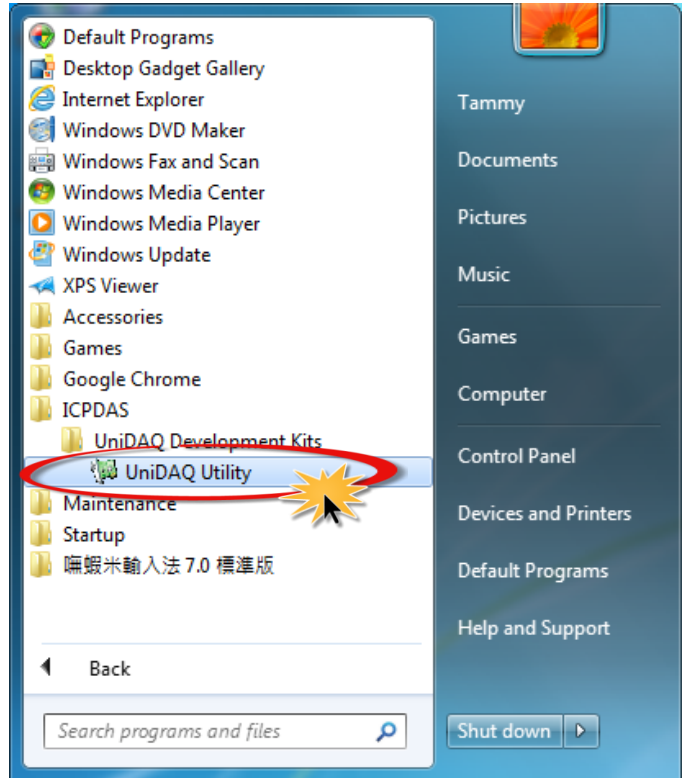 Default Programs
Desktop Gadget Gallery
Internet Explorer
Windows DVD Maker
Windows Fax and Scan
Windows Media Center
Windows Media Player
Windows Update
XPS Viewer
Accessories
Games
Google Chrome
ICPDAS
UniDAQ Development Kits
UniDAQ Utility
Maintenance
Startup
嘸蝦米輸入法 7.0 標準版
Back
Search programs and files
Tammy
Documents
Pictures
Music
Games
Computer
Control Panel
Devices and Printers
Default Programs
Help and Support
Shut down